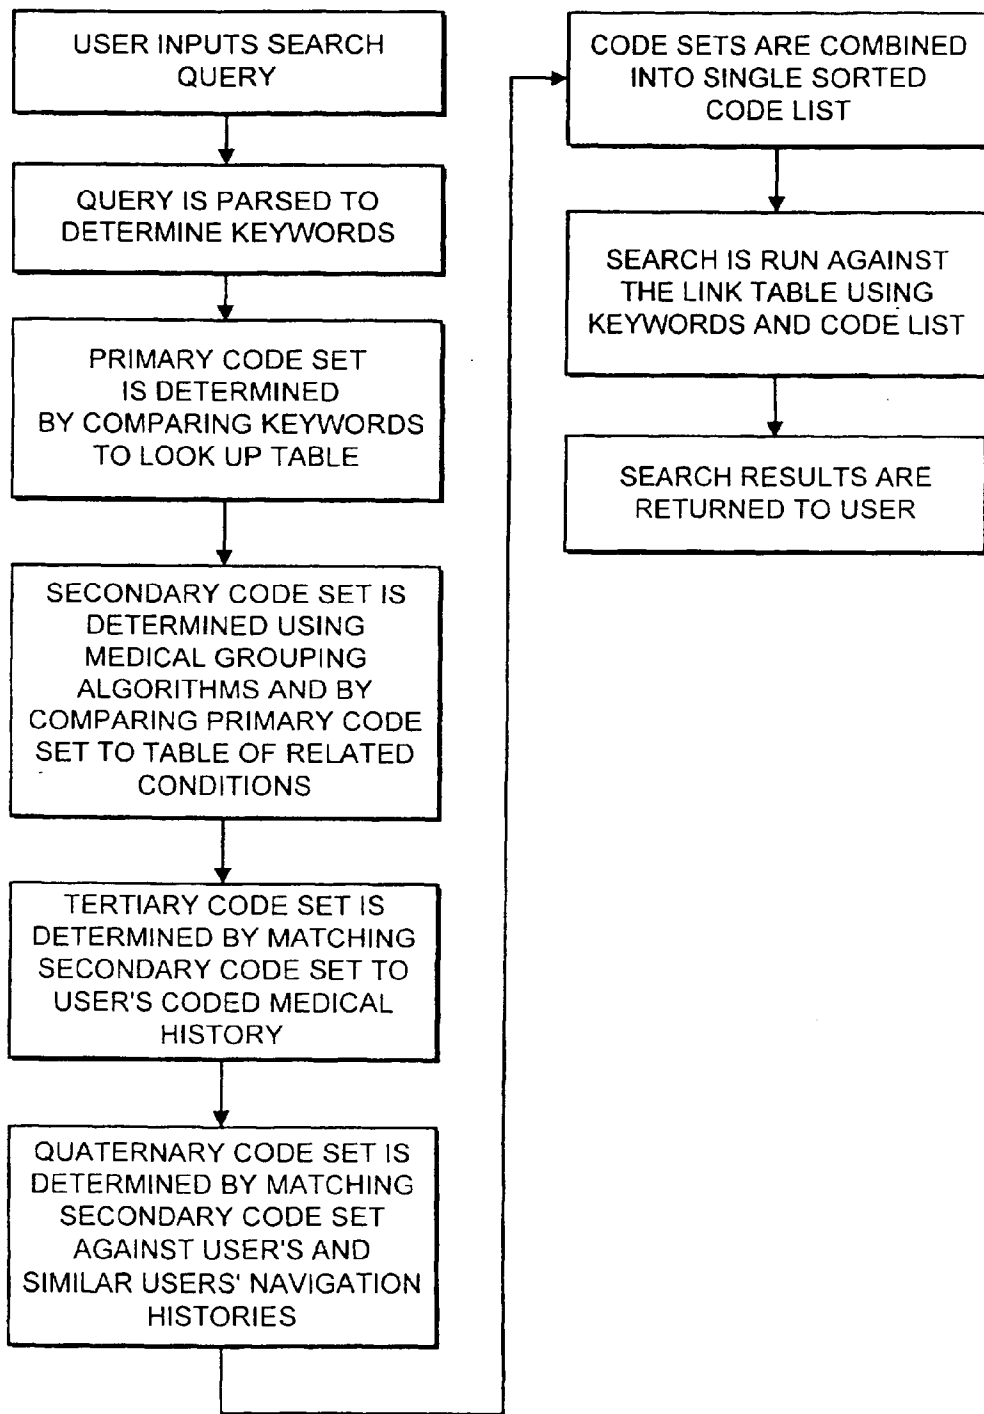 USER INPUTS SEARCH
QUERY
QUERY IS PARSED TO
DETERMINE KEYWORDS
PRIMARY CODE SET
IS DETERMINED
BY COMPARING KEYWORDS
TO LOOK UP TABLE
SECONDARY CODE SET IS
DETERMINED USING
MEDICAL GROUPING
ALGORITHMS AND BY
COMPARING PRIMARY CODE
SET TO TABLE OF RELATED
CONDITIONS
TERTIARY CODE SET IS
DETERMINED BY MATCHING
SECONDARY CODE SET TO
USER'S CODED MEDICAL
HISTORY
QUATERNARY CODE SET IS
DETERMINED BY MATCHING
SECONDARY CODE SET
AGAINST USER'S AND
SIMILAR USERS' NAVIGATION
HISTORIES
CODE SETS ARE COMBINED
INTO SINGLE SORTED
CODE LIST
SEARCH IS RUN AGAINST
THE LINK TABLE USING
KEYWORDS AND CODE LIST
SEARCH RESULTS ARE
RETURNED TO USER